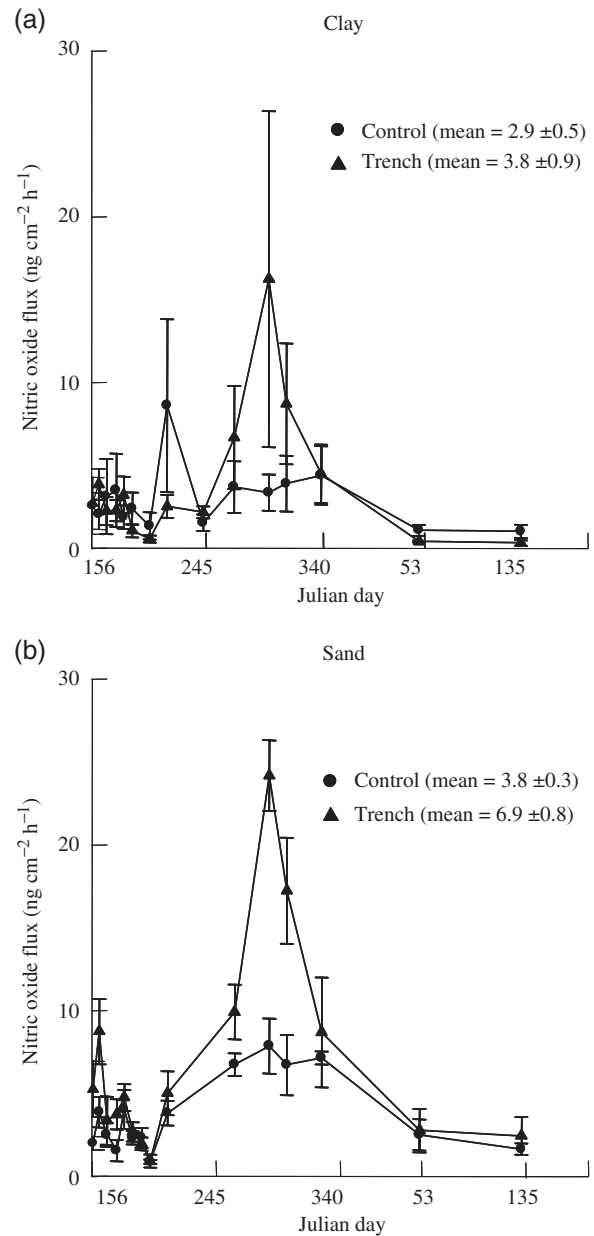 (a)
Clay
30
20
10
0
Nitric oxide flux (ng cm−2 h−1)
Control (mean = 2.9 ±0.5)
Trench (mean = 3.8 ±0.9)
156 245 340 53 135
Julian day
(b)
Sand
30
20
10
0
Nitric oxide flux (ng cm−2 h−1)
Control (mean = 3.8 ±0.3)
Trench (mean = 6.9 ±0.8)
156 245 340 53 135
Julian day